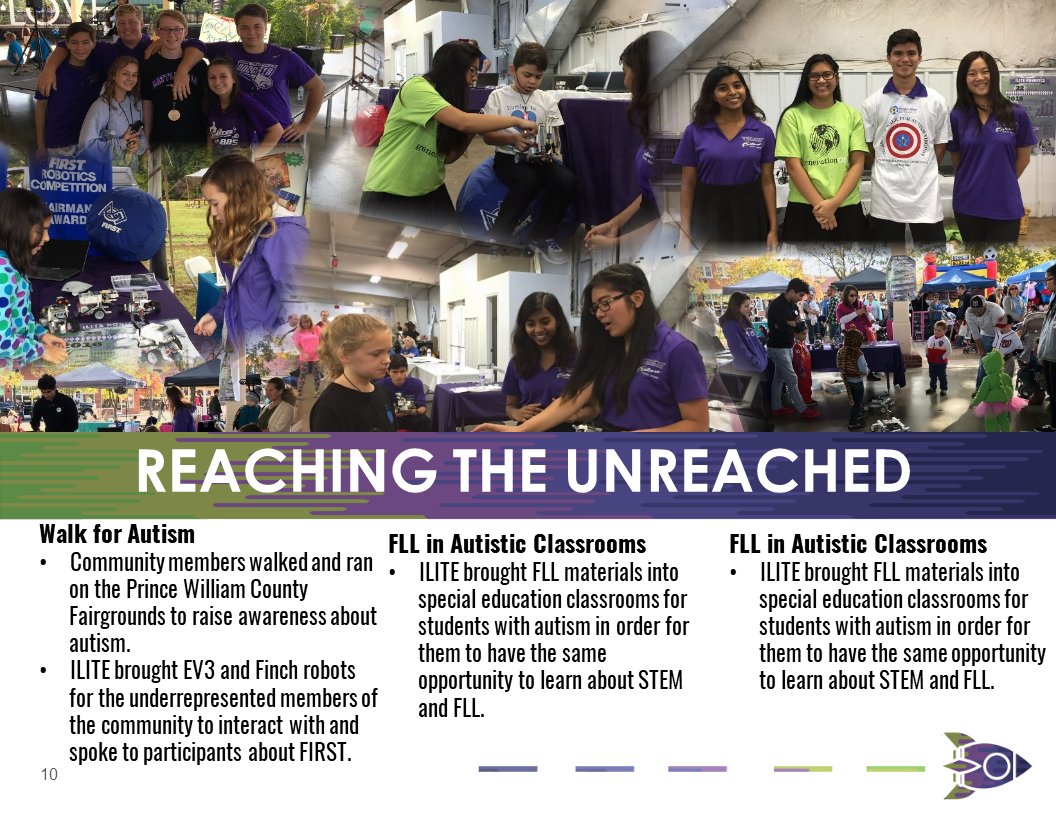 LOVE
FIRST
ROBOTICS
COMPETITION
AIRMAN
AWARD
FIRST
generation
REACHING THE UNREACHED
Walk for Autism
• Community members walked and ran
on the Prince William County
Fairgrounds to raise awareness about
autism.
• ILITE brought EV3 and Finch robots
for the underrepresented members of
the community to interact with and
spoke to participants about FIRST.
FLL in Autistic Classrooms
• ILITE brought FLL materials into
special education classrooms for
students with autism in order for
them to have the same
opportunity to learn about STEM
and FLL.
FLL in Autistic Classrooms
• ILITE brought FLL materials into
special education classrooms for
students with autism in order for
them to have the same opportunity
to learn about STEM and FLL.
10